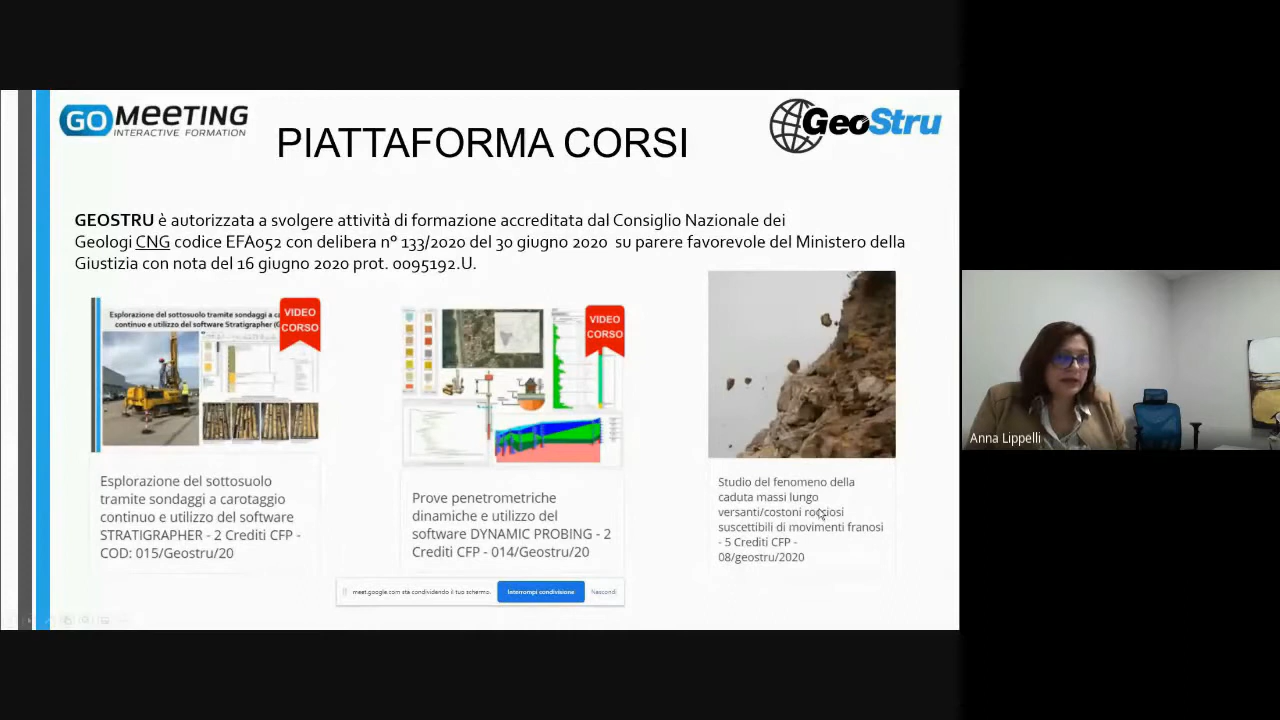 GO MEETING
INTERACTIVE FORMATION
PIATTAFORMA CORSI
GeoStru
GEOSTRU è autorizzata a svolgere attività di formazione accreditata dal Consiglio Nazionale dei
Geologi CNG codice EFA052 con delibera n° 133/2020 del 30 giugno 2020 su parere favorevole del Ministero della
Giustizia con nota del 16 giugno 2020 prot. 0095192.U.
Esplorazione del sottosuolo tramite sondaggi a
continuo e utilizzo del software Stratigrapher
VIDEO
CORSO
VIDEO
CORSO
Esplorazione del sottosuolo
tramite sondaggi a carotaggio
continuo e utilizzo del software
STRATIGRAPHER - 2 Crediti CFP -
COD: 015/Geostru/20
Prove penetrometriche
dinamiche e utilizzo del
software DYNAMIC PROBING - 2
Crediti CFP - 014/Geostru/20
Studio del fenomeno della
caduta massi lungo
versanti/costoni rocciosi
suscettibili di movimenti franosi
- 5 Crediti CFP -
08/geostru/2020
meet.google.com sta condividendo il tuo schermo.
Interrompi condivisione
Nascondi
Anna Lippelli